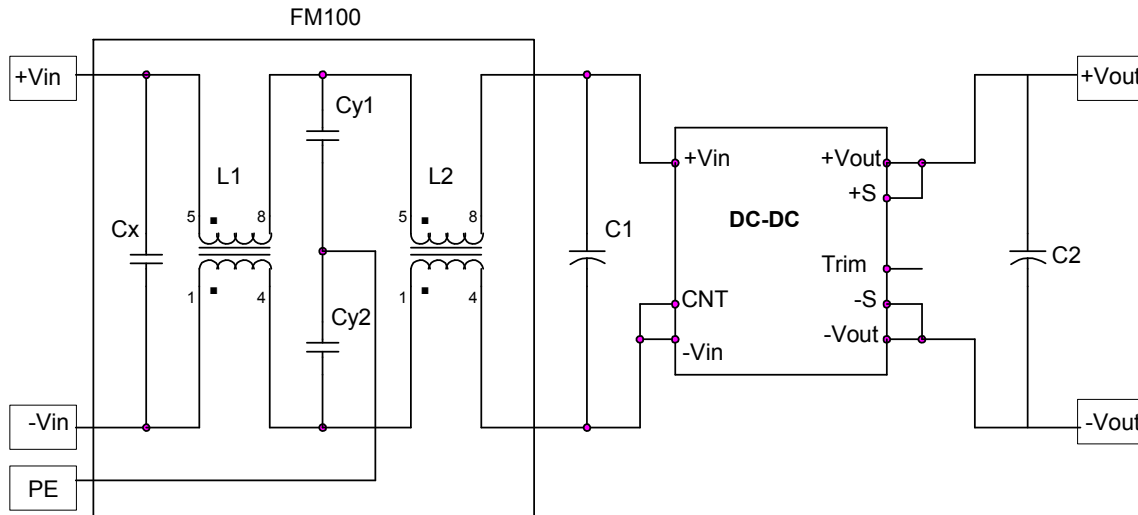 FM100
+Vin
Cy1
+Vin
+Vout
+Vout
+S
L1
L2
5
8
5
8
Cx
C1
DC-DC
C2
Trim
1
4
1
4
CNT
-S
Cy2
-Vin
-Vout
-Vin
-Vout
PE